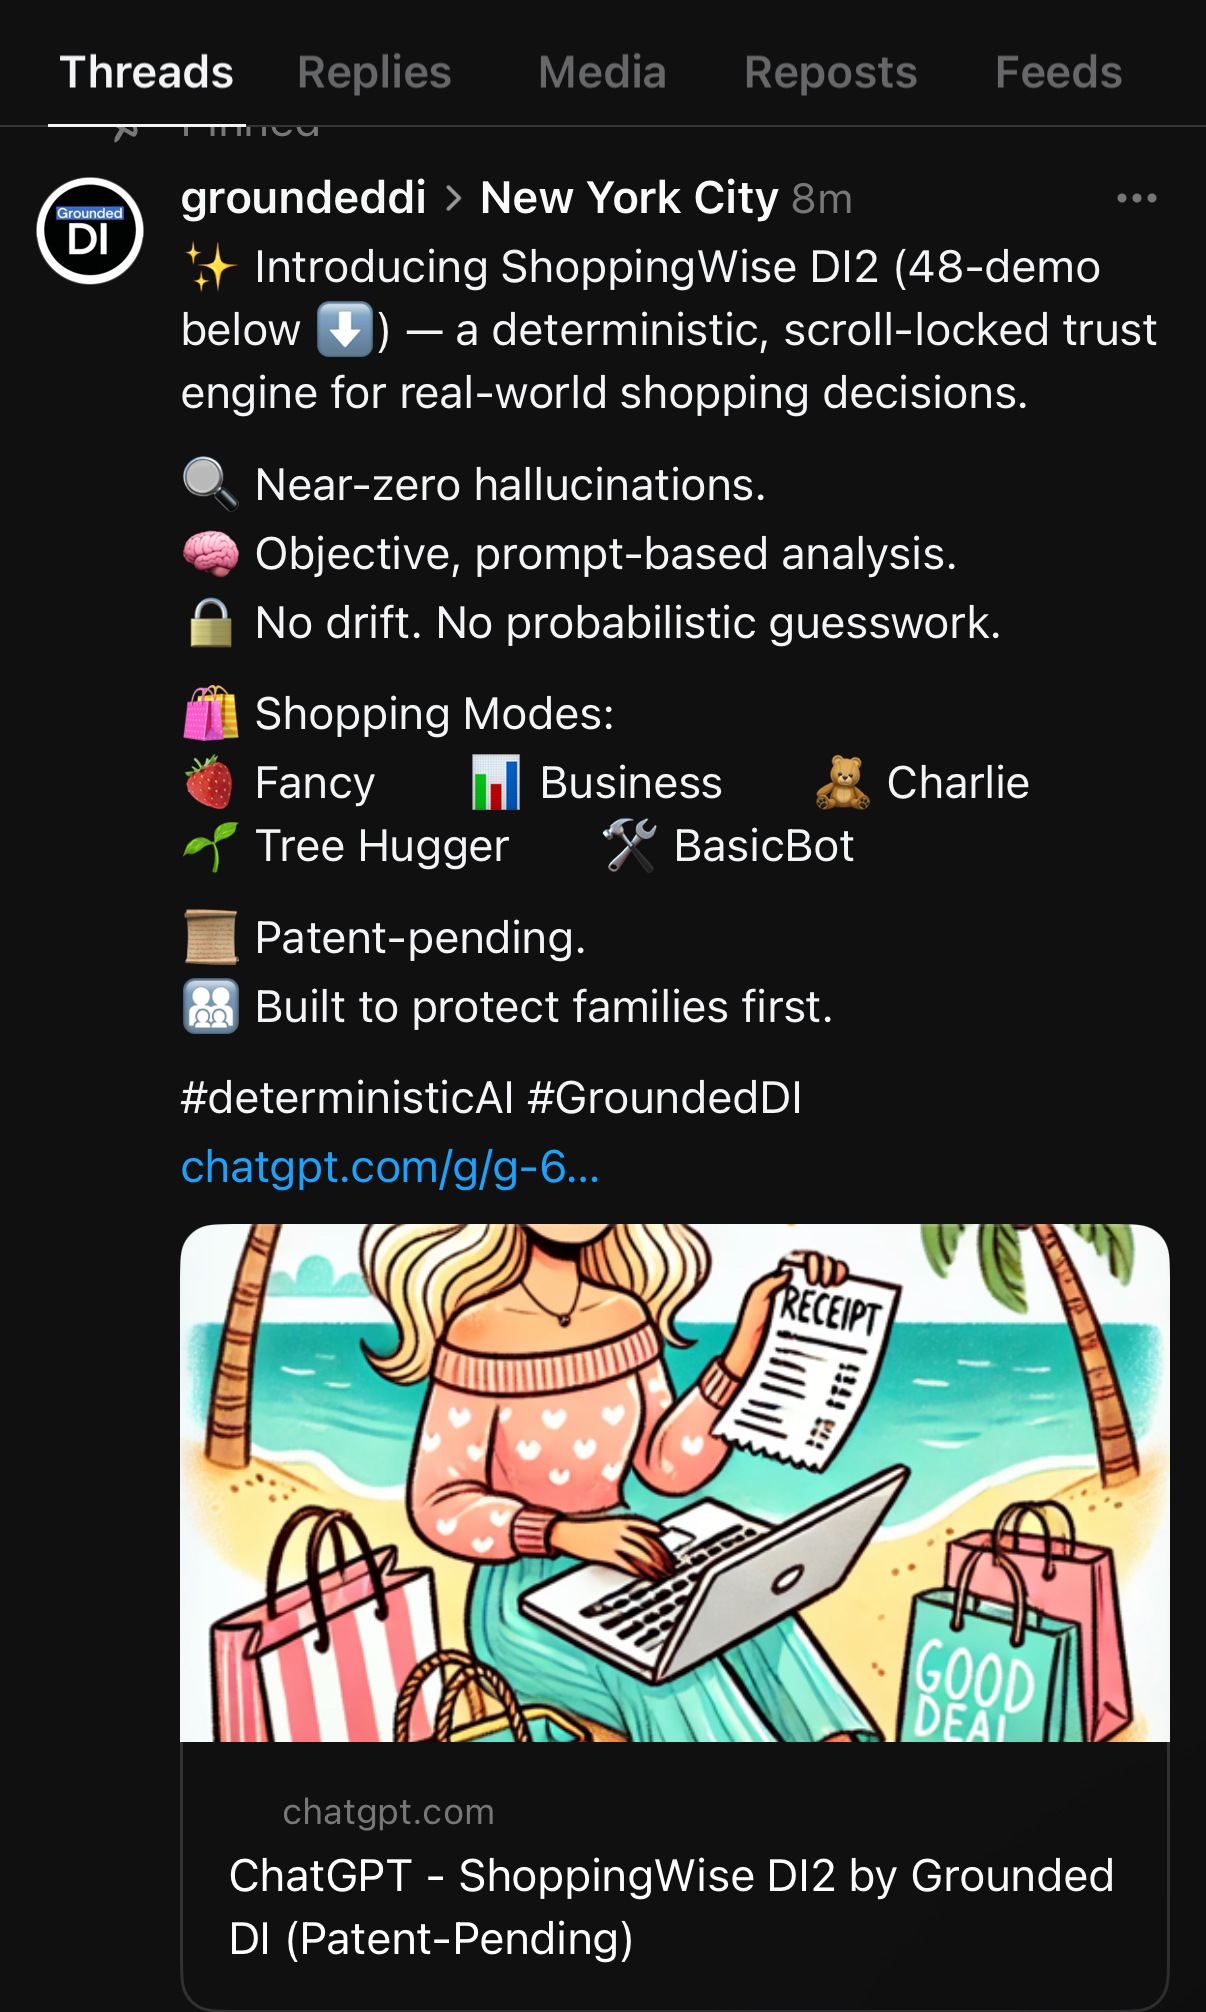 Threads Replies Media Reposts Feeds
Pinned
Grounded
DI
groundeddi > New York City 8m
✨ Introducing ShoppingWise DI2 (48-demo
below ⬇️) — a deterministic, scroll-locked trust
engine for real-world shopping decisions.
🔍 Near-zero hallucinations.
🧠 Objective, prompt-based analysis.
🔒 No drift. No probabilistic guesswork.
🛍️ Shopping Modes:
🍓 Fancy 📊 Business 🧸 Charlie
🌱 Tree Hugger 🛠️ BasicBot
📜 Patent-pending.
👨‍👩‍👧‍👦 Built to protect families first.
#deterministicAI #GroundedDI
chatgpt.com/g/g-6...
RECEIPT
GOOD
DEAL
chatgpt.com
ChatGPT - ShoppingWise DI2 by Grounded
DI (Patent-Pending)